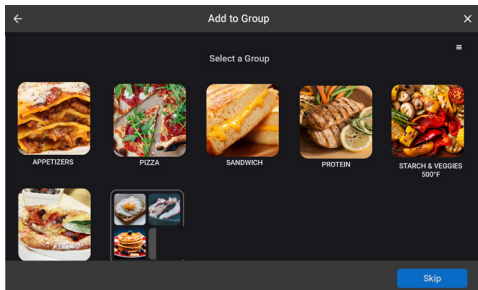 Add to Group
Select a Group
APPETIZERS
PIZZA
SANDWICH
PROTEIN
STARCH & VEGGIES
500°F
Skip